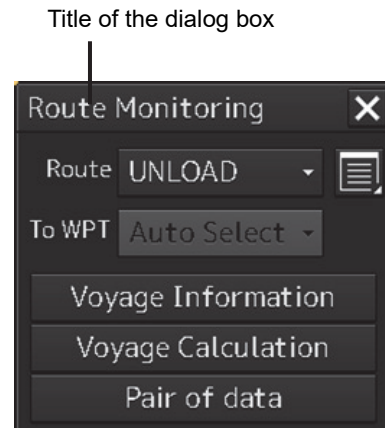 Title of the dialog box
Route Monitoring
Route UNLOAD
To WPT Auto Select
Voyage Information
Voyage Calculation
Pair of data